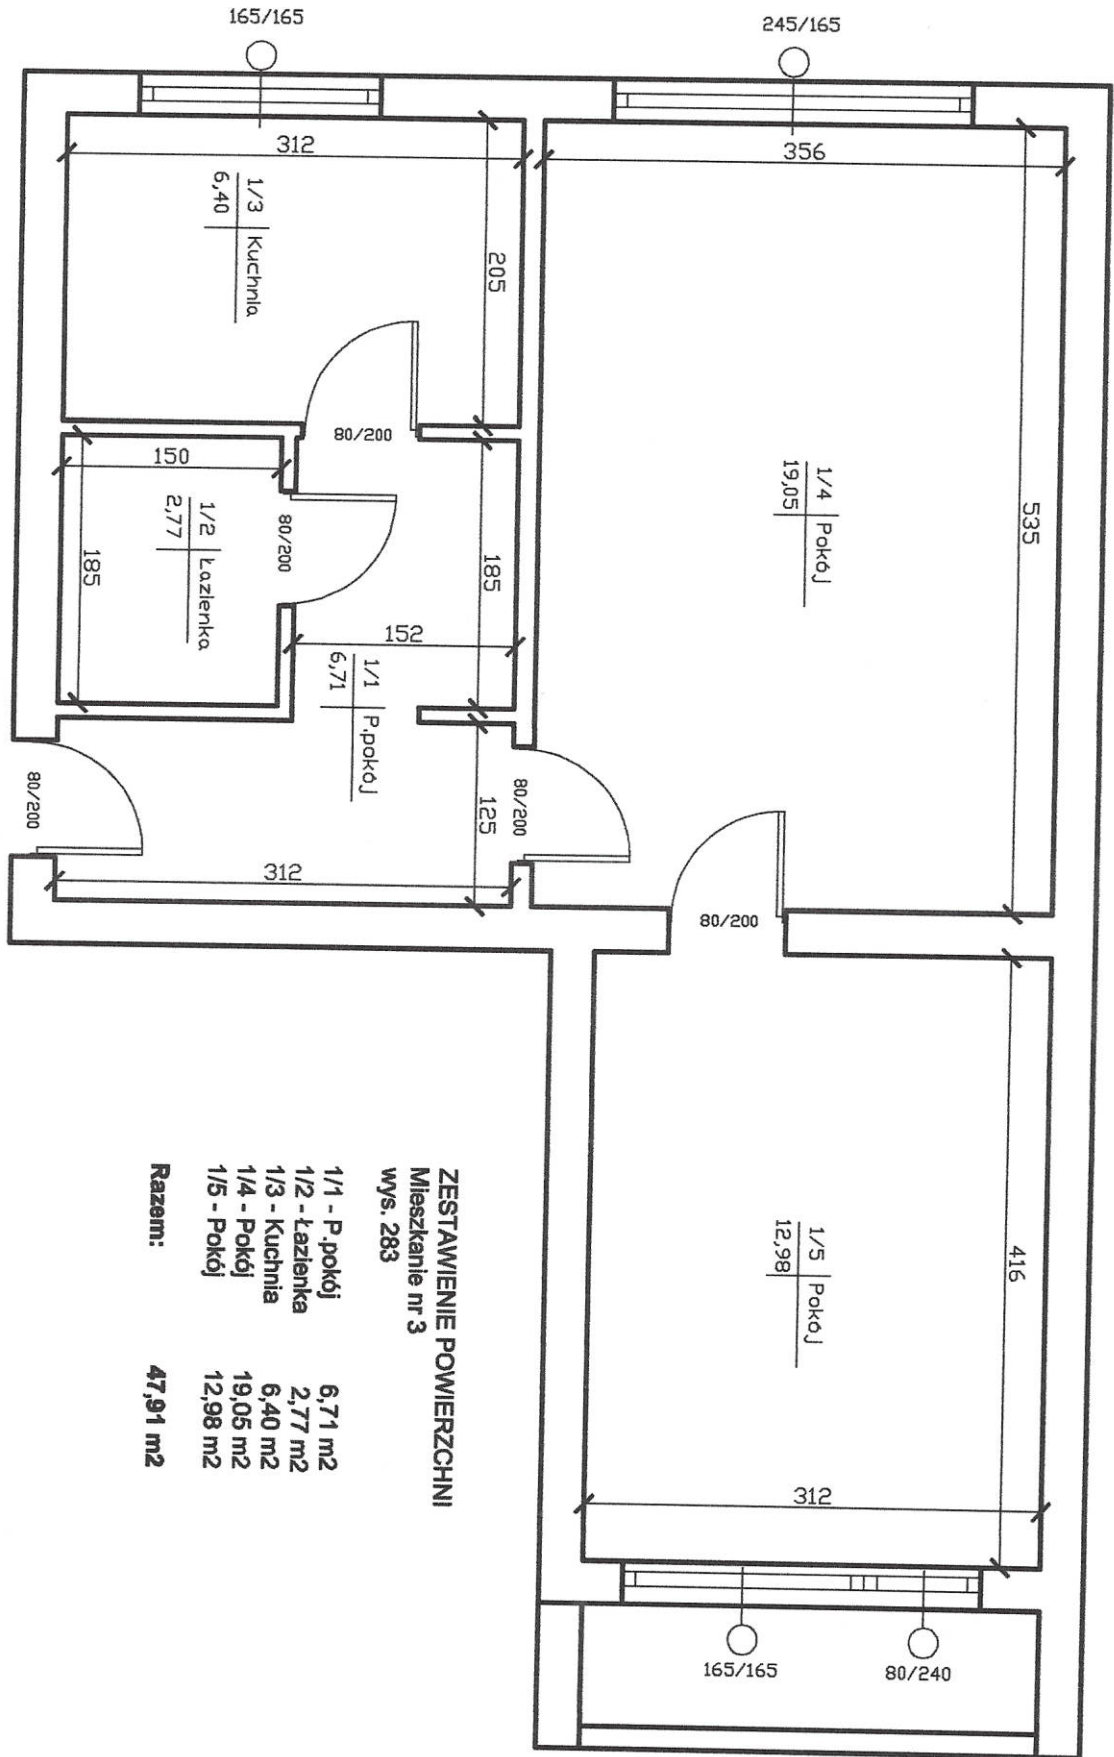 165/165
245/165
312
356
1/3 Kuchnia
6,40
205
535
80/200
1/4 Pokój
19,05
150
1/2 Łazienka
2,77
80/200
185
185
152
1/1 P.pokój
6,71
80/200
80/200
125
312
80/200
416
1/5 Pokój
12,98
312
165/165
80/240
ZESTAWIENIE POWIERZCHNI
Mieszkanie nr 3
wys. 283
1/1 - P.pokój 6,71 m2
1/2 - Łazienka 2,77 m2
1/3 - Kuchnia 6,40 m2
1/4 - Pokój 19,05 m2
1/5 - Pokój 12,98 m2
Razem: 47,91 m2